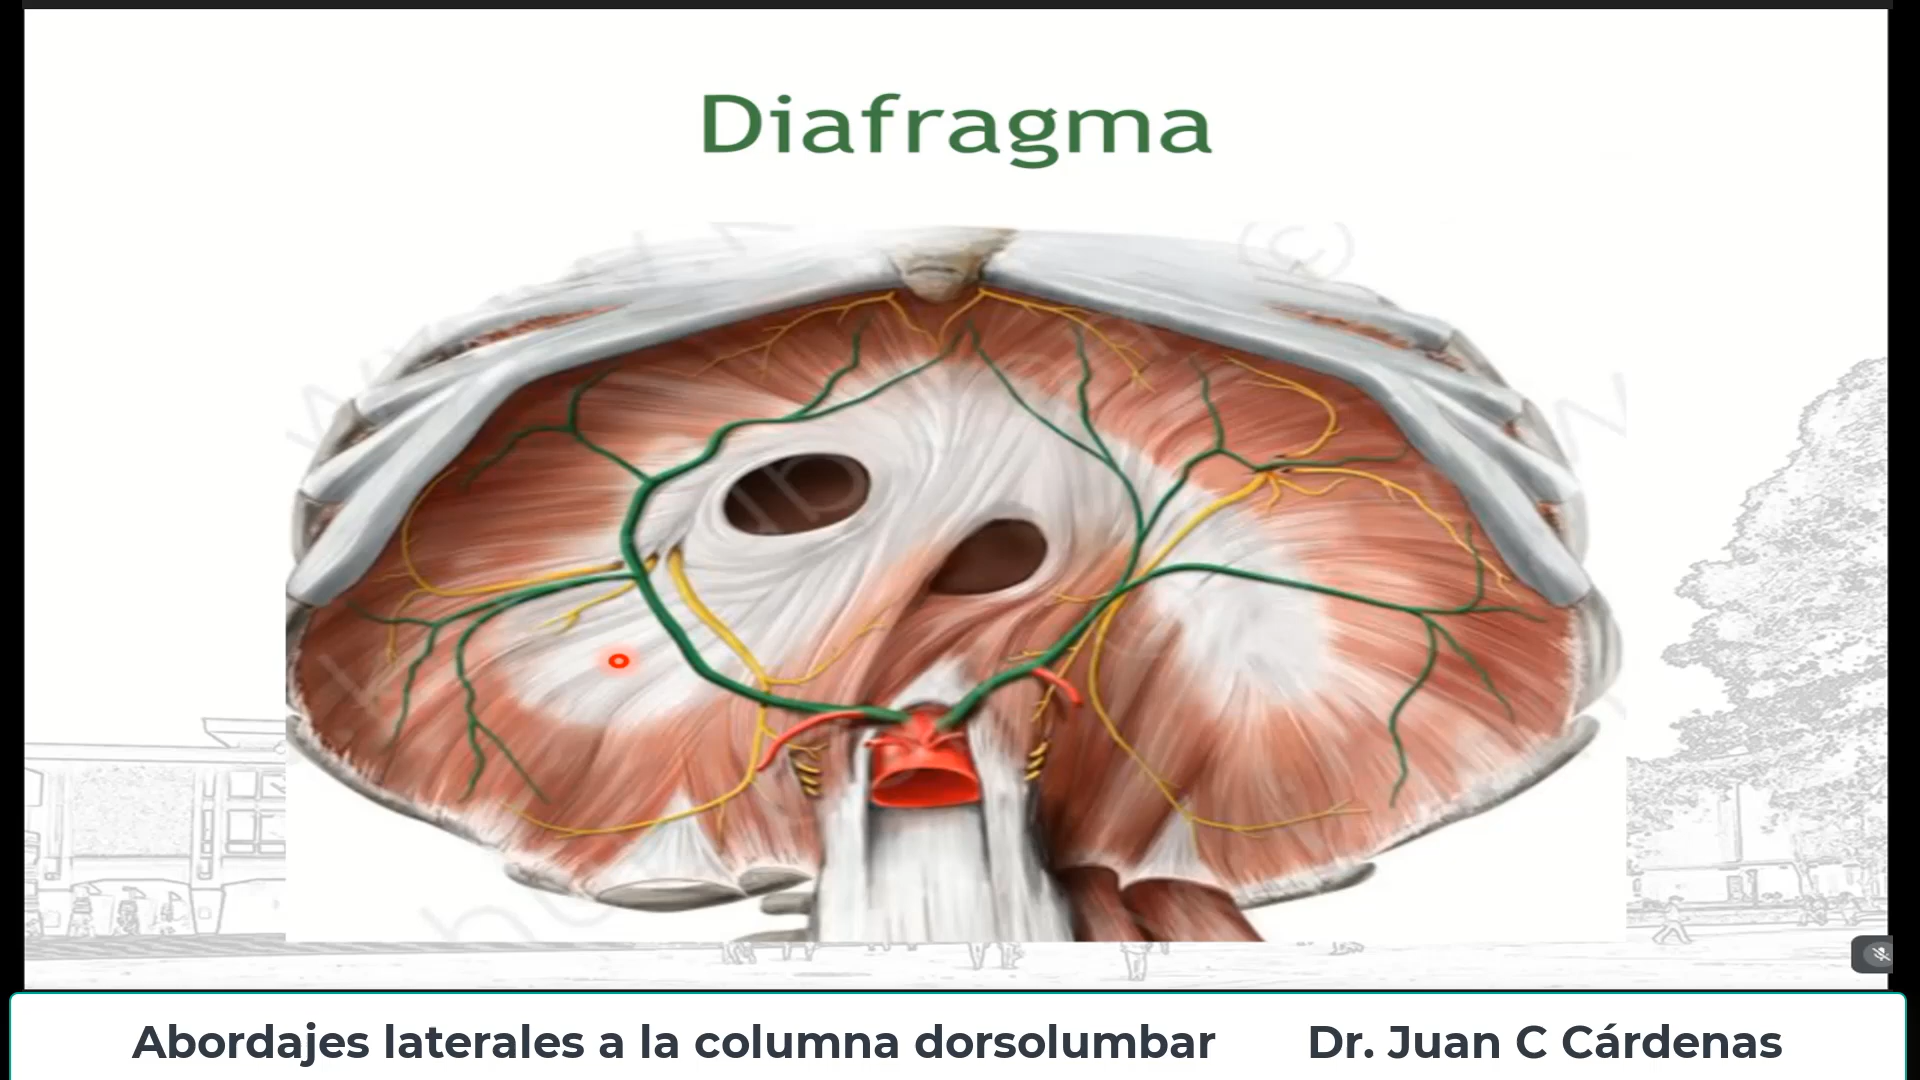 Diafragma
©
Abordajes laterales a la columna dorsolumbar
Dr. Juan C Cárdenas